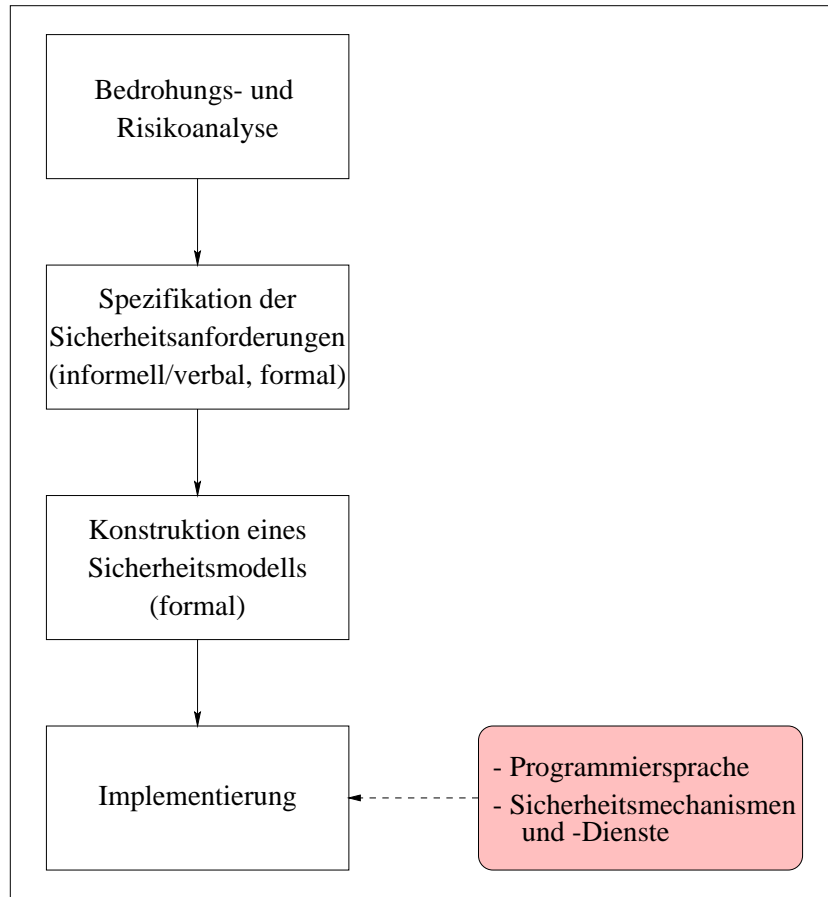 Bedrohungs- und
Risikoanalyse
Spezifikation der
Sicherheitsanforderungen
(informell/verbal, formal)
Konstruktion eines
Sicherheitsmodells
(formal)
Implementierung
- Programmiersprache
- Sicherheitsmechanismen
und -Dienste